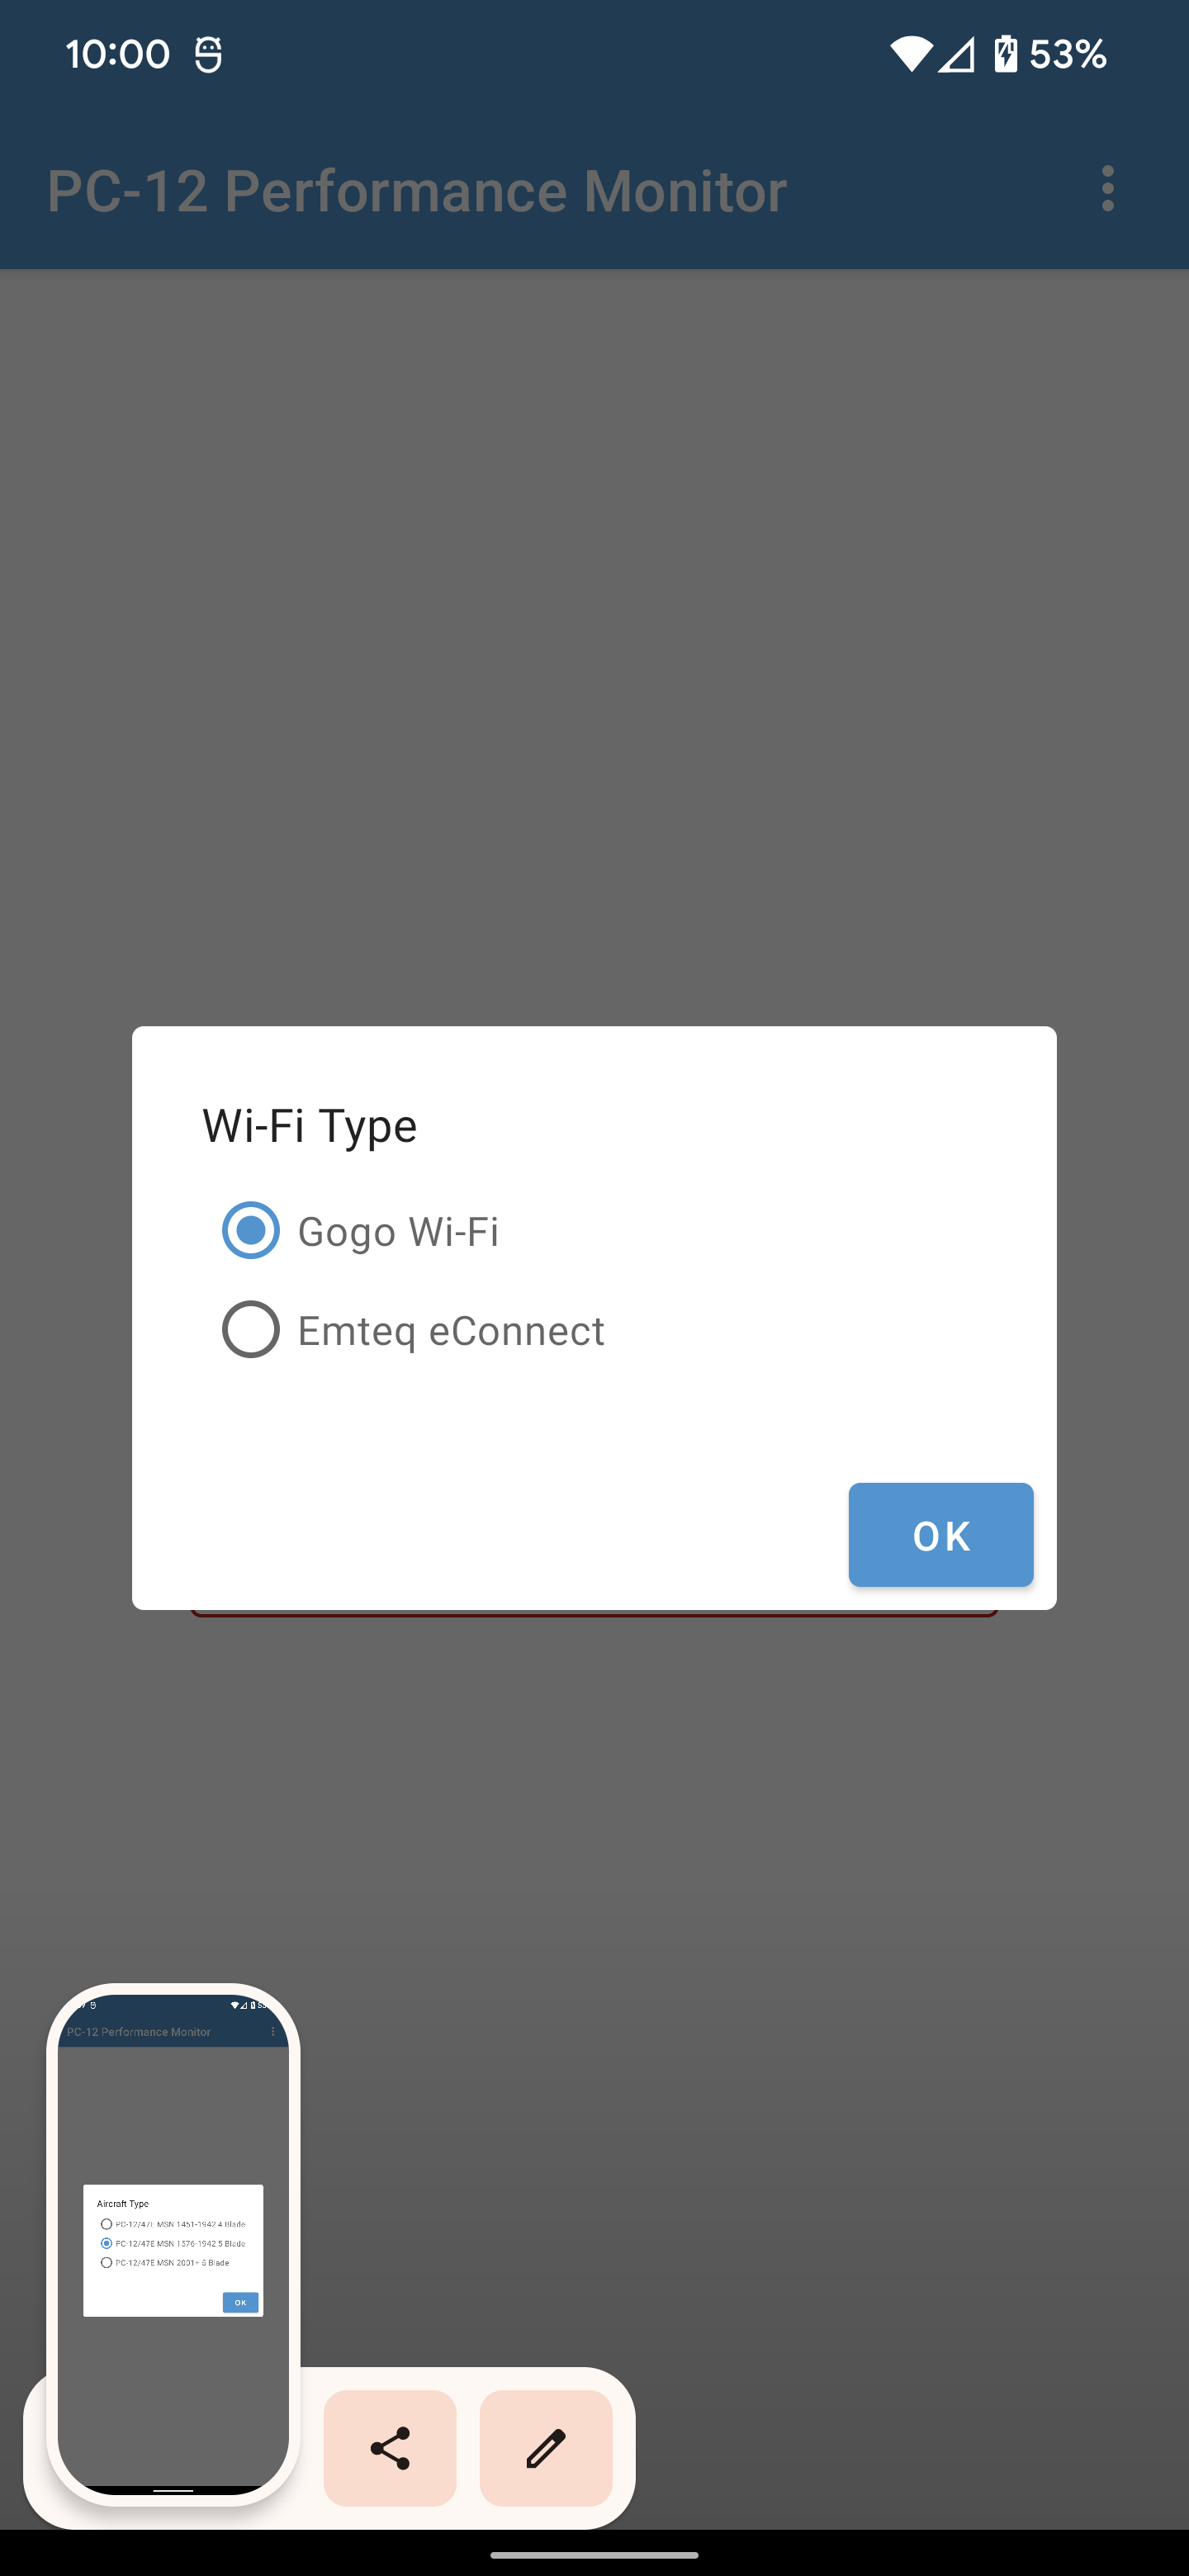 10:00 53%
PC-12 Performance Monitor
Wi-Fi Type
Gogo Wi-Fi
Emteq eConnect
OK
PC-12 Performance Monitor
Aircraft Type
PC-12/47E MSN 1451-1942 4 Blade
PC-12/47E MSN 1576-1942 5 Blade
PC-12/47E MSN 2001+ 5 Blade
OK